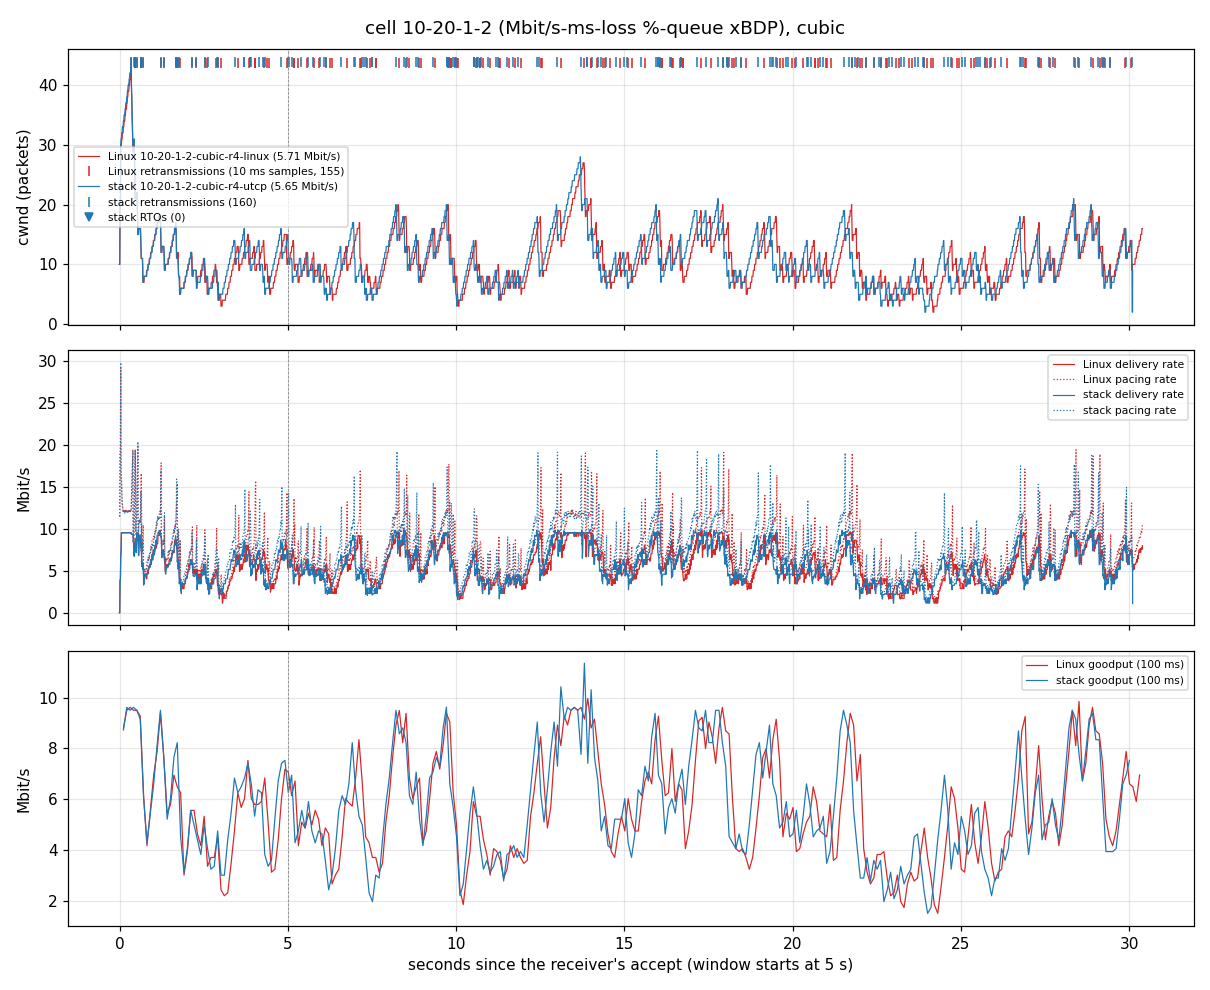 cell 10-20-1-2 (Mbit/s-ms-loss %-queue xBDP), cubic
cwnd (packets)
40
30
20
10
0
Linux 10-20-1-2-cubic-r4-linux (5.71 Mbit/s)
Linux retransmissions (10 ms samples, 155)
stack 10-20-1-2-cubic-r4-utcp (5.65 Mbit/s)
stack retransmissions (160)
stack RTOs (0)
Mbit/s
30
25
20
15
10
5
0
Linux delivery rate
Linux pacing rate
stack delivery rate
stack pacing rate
Mbit/s
10
8
6
4
2
Linux goodput (100 ms)
stack goodput (100 ms)
0 5 10 15 20 25 30
seconds since the receiver's accept (window starts at 5 s)